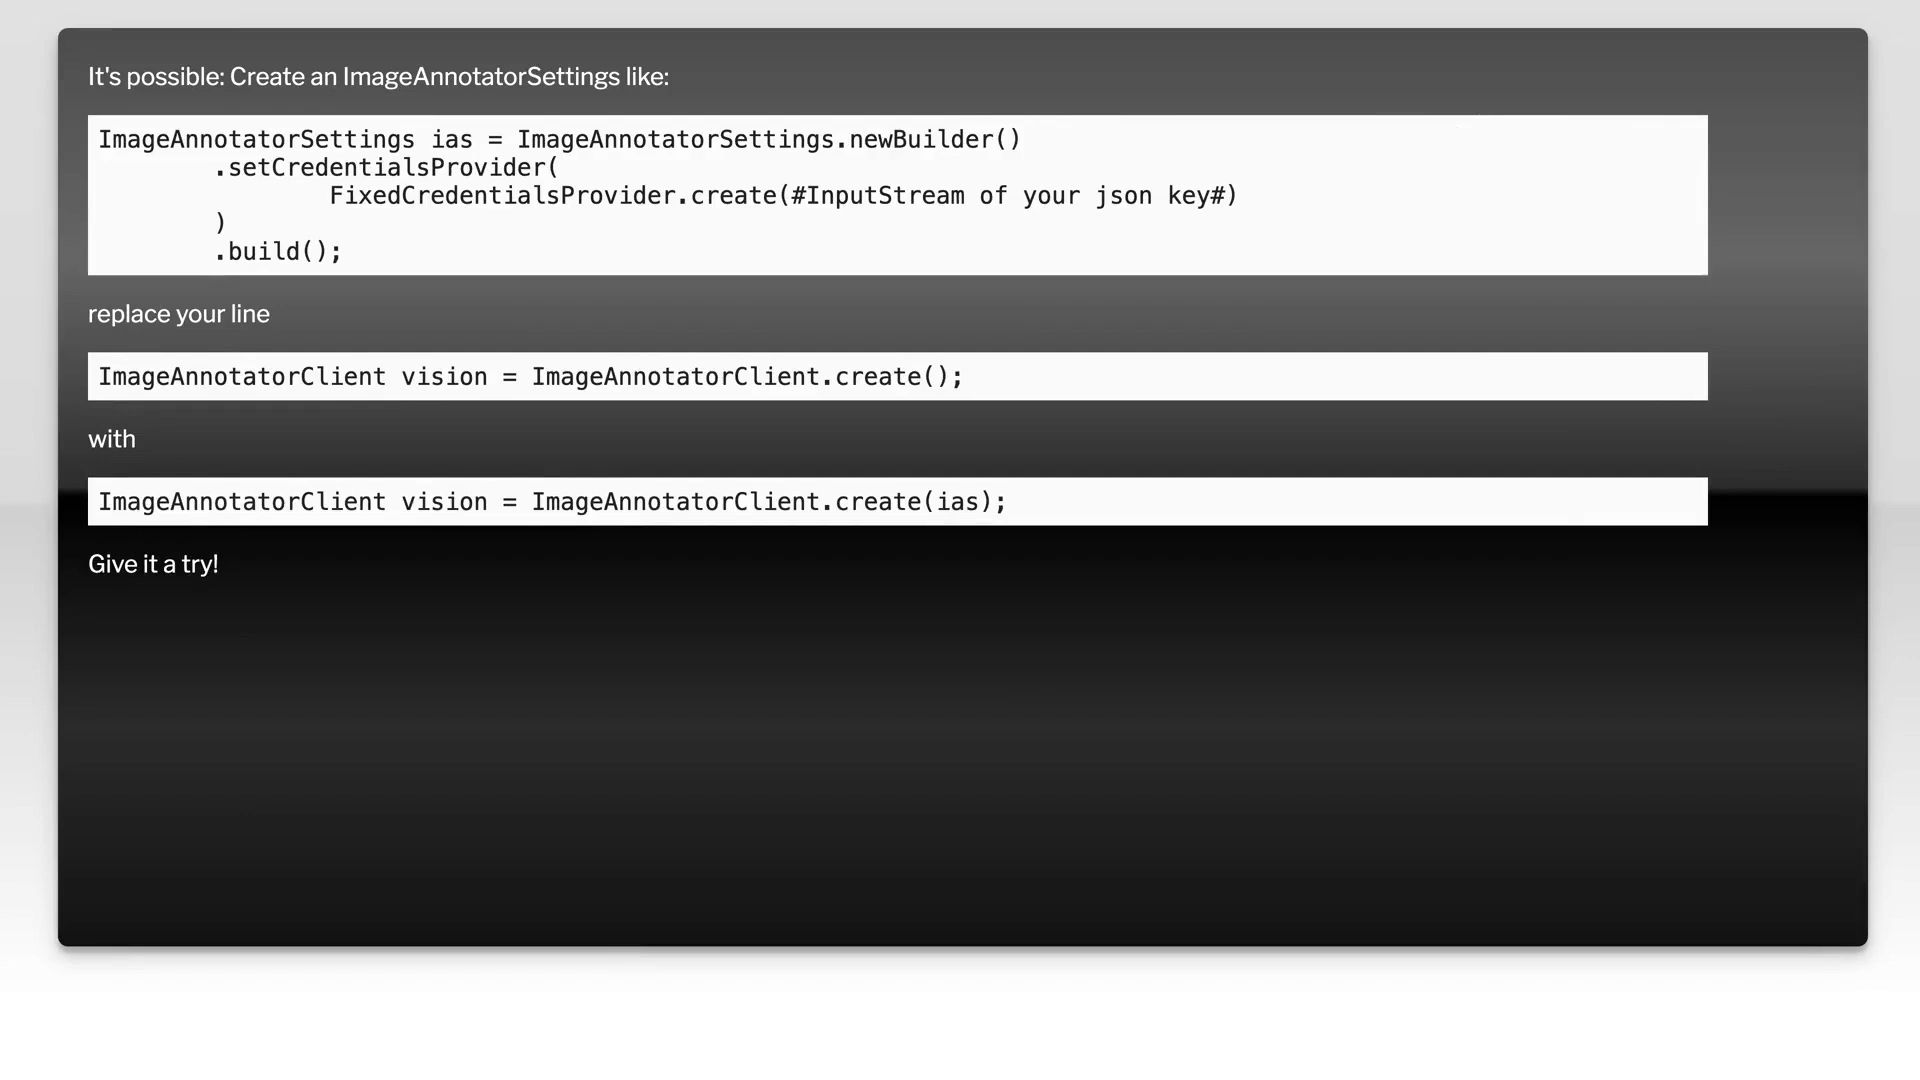 It's possible: Create an ImageAnnotatorSettings like:
ImageAnnotatorSettings ias = ImageAnnotatorSettings.newBuilder()
        .setCredentialsProvider(
                FixedCredentialsProvider.create(#InputStream of your json key#)
        )
        .build();
replace your line
ImageAnnotatorClient vision = ImageAnnotatorClient.create();
with
ImageAnnotatorClient vision = ImageAnnotatorClient.create(ias);
Give it a try!